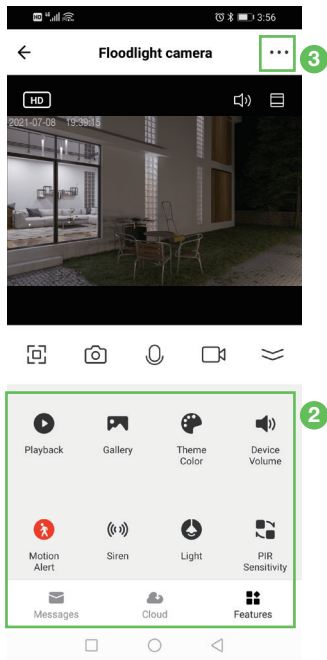 HD 3:56
Floodlight camera
3
HD
2021-07-08 19:39:15
2
Playback
Gallery
Theme
Color
Device
Volume
Motion
Alert
Siren
Light
PIR
Sensitivity
Messages
Cloud
Features